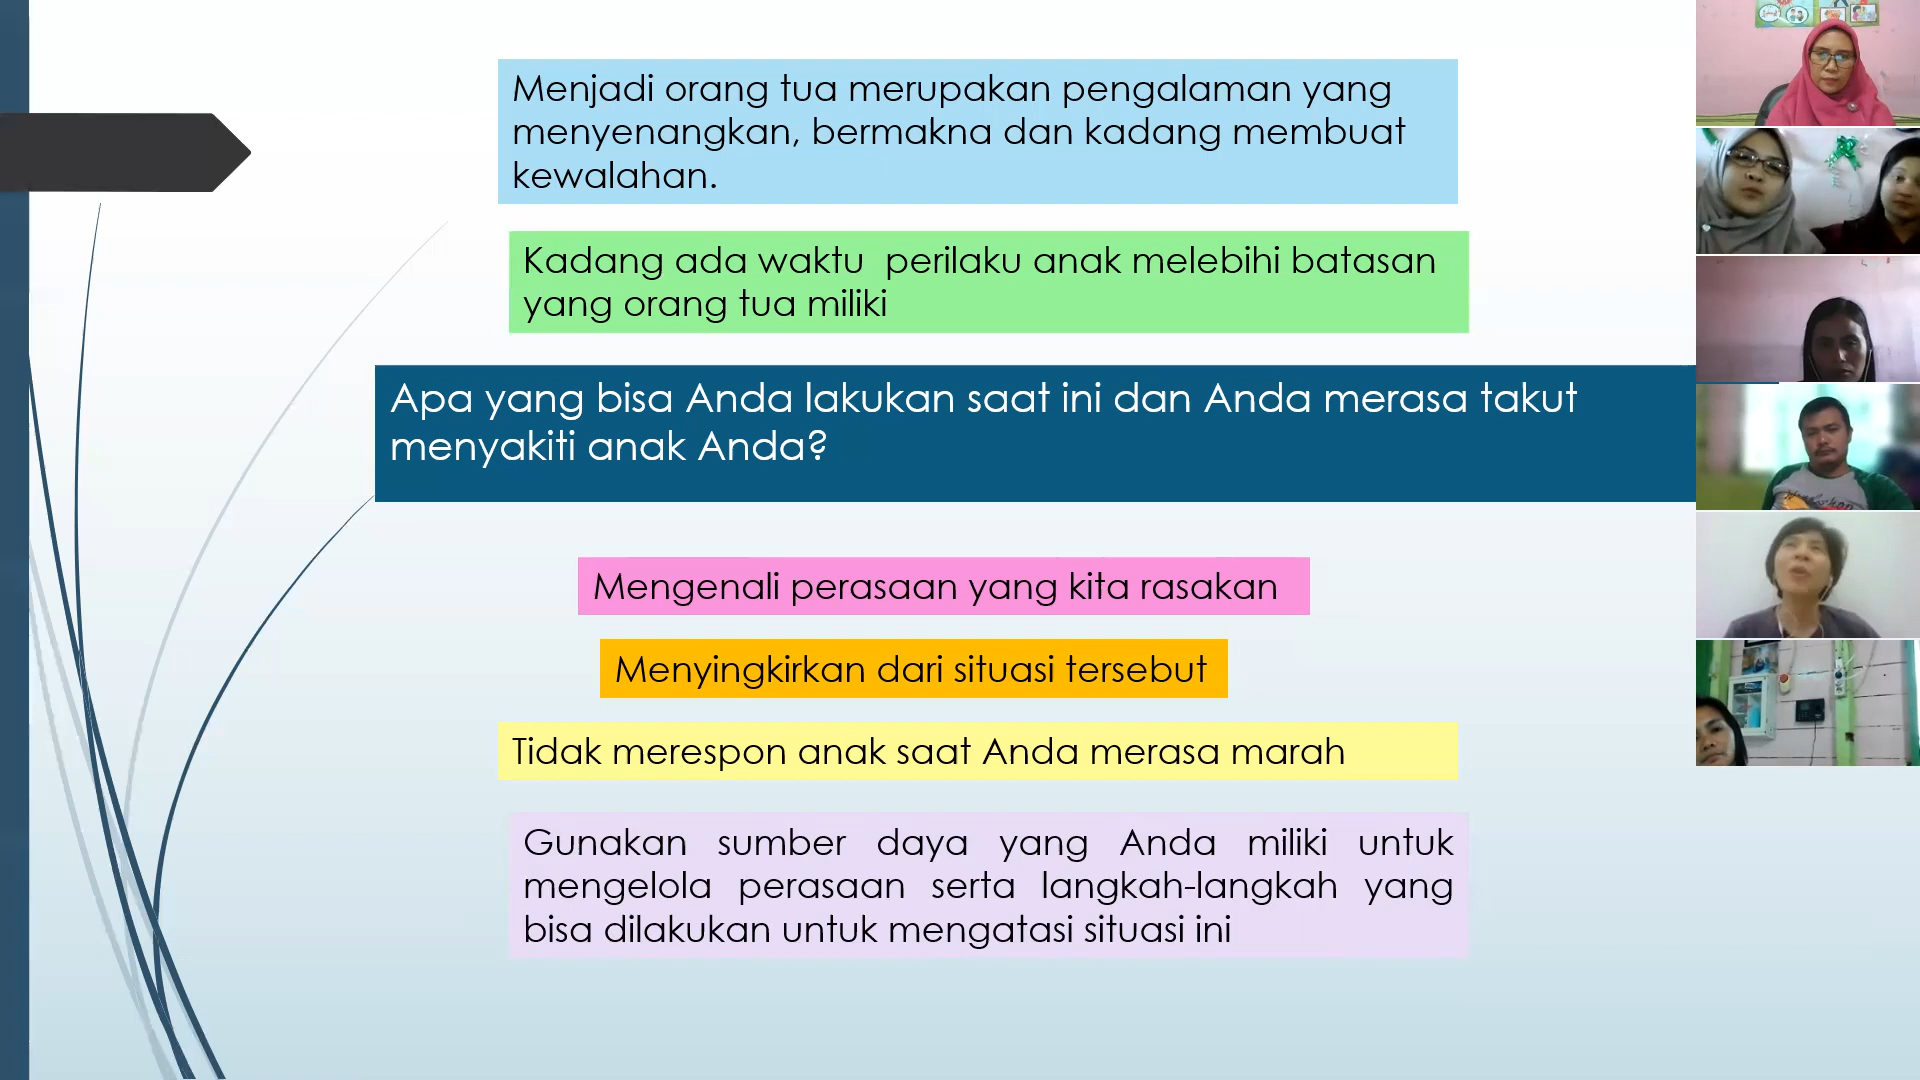 Menjadi orang tua merupakan pengalaman yang
menyenangkan, bermakna dan kadang membuat
kewalahan.
Kadang ada waktu  perilaku anak melebihi batasan
yang orang tua miliki
Apa yang bisa Anda lakukan saat ini dan Anda merasa takut
menyakiti anak Anda?
Mengenali perasaan yang kita rasakan
Menyingkirkan dari situasi tersebut
Tidak merespon anak saat Anda merasa marah
Gunakan sumber daya yang Anda miliki untuk
mengelola perasaan serta langkah-langkah yang
bisa dilakukan untuk mengatasi situasi ini